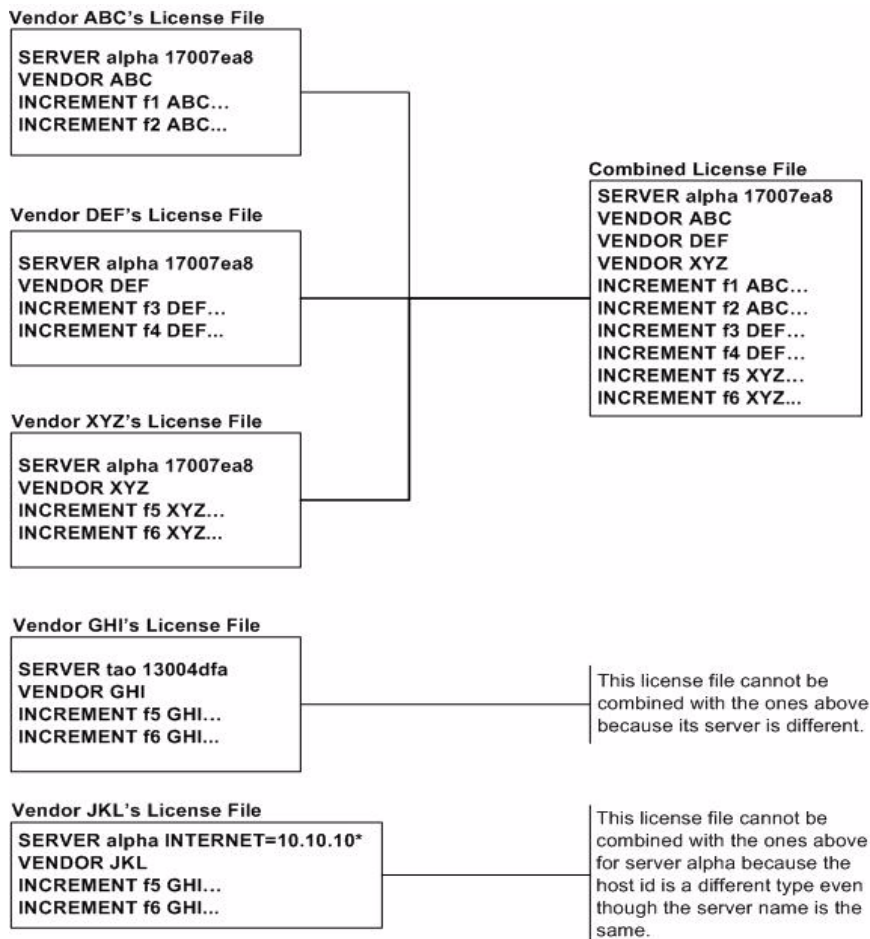 Vendor ABC's License File
SERVER alpha 17007ea8
VENDOR ABC
INCREMENT f1 ABC...
INCREMENT f2 ABC...
Vendor DEF's License File
SERVER alpha 17007ea8
VENDOR DEF
INCREMENT f3 DEF...
INCREMENT f4 DEF...
Vendor XYZ's License File
SERVER alpha 17007ea8
VENDOR XYZ
INCREMENT f5 XYZ...
INCREMENT f6 XYZ...
Combined License File
SERVER alpha 17007ea8
VENDOR ABC
VENDOR DEF
VENDOR XYZ
INCREMENT f1 ABC...
INCREMENT f2 ABC...
INCREMENT f3 DEF...
INCREMENT f4 DEF...
INCREMENT f5 XYZ...
INCREMENT f6 XYZ...
Vendor GHI's License File
SERVER tao 13004dfa
VENDOR GHI
INCREMENT f5 GHI...
INCREMENT f6 GHI...
This license file cannot be
combined with the ones above
because its server is different.
Vendor JKL's License File
SERVER alpha INTERNET=10.10.10*
VENDOR JKL
INCREMENT f5 GHI...
INCREMENT f6 GHI...
This license file cannot be
combined with the ones above
for server alpha because the
host id is a different type even
though the server name is the
same.